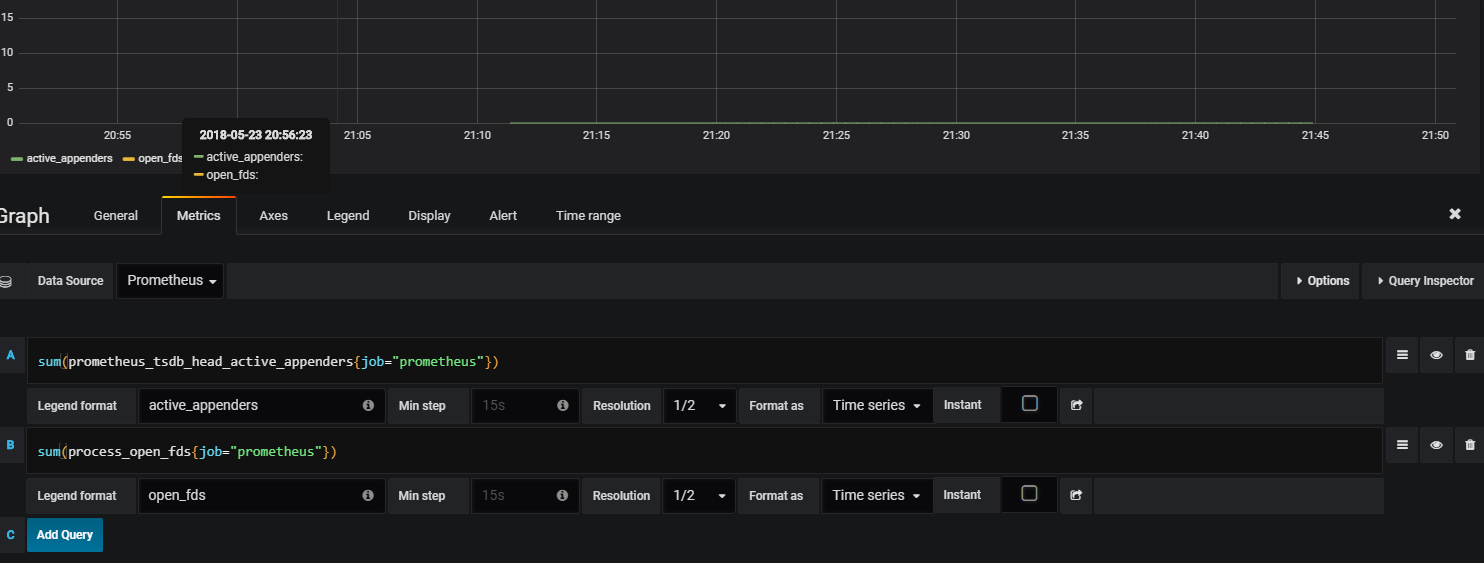 15
10
5
0
20:55 21:05 21:10 21:15 21:20 21:25 21:30 21:35 21:40 21:45 21:50
2018-05-23 20:56:23
active_appenders:
open_fds:
active_appenders open_fds
Graph General Metrics Axes Legend Display Alert Time range
Data Source Prometheus Options Query Inspector
A sum(prometheus_tsdb_head_active_appenders{job="prometheus"})
Legend format active_appenders Min step 15s Resolution 1/2 Format as Time series Instant
B sum(process_open_fds{job="prometheus"})
Legend format open_fds Min step 15s Resolution 1/2 Format as Time series Instant
C Add Query